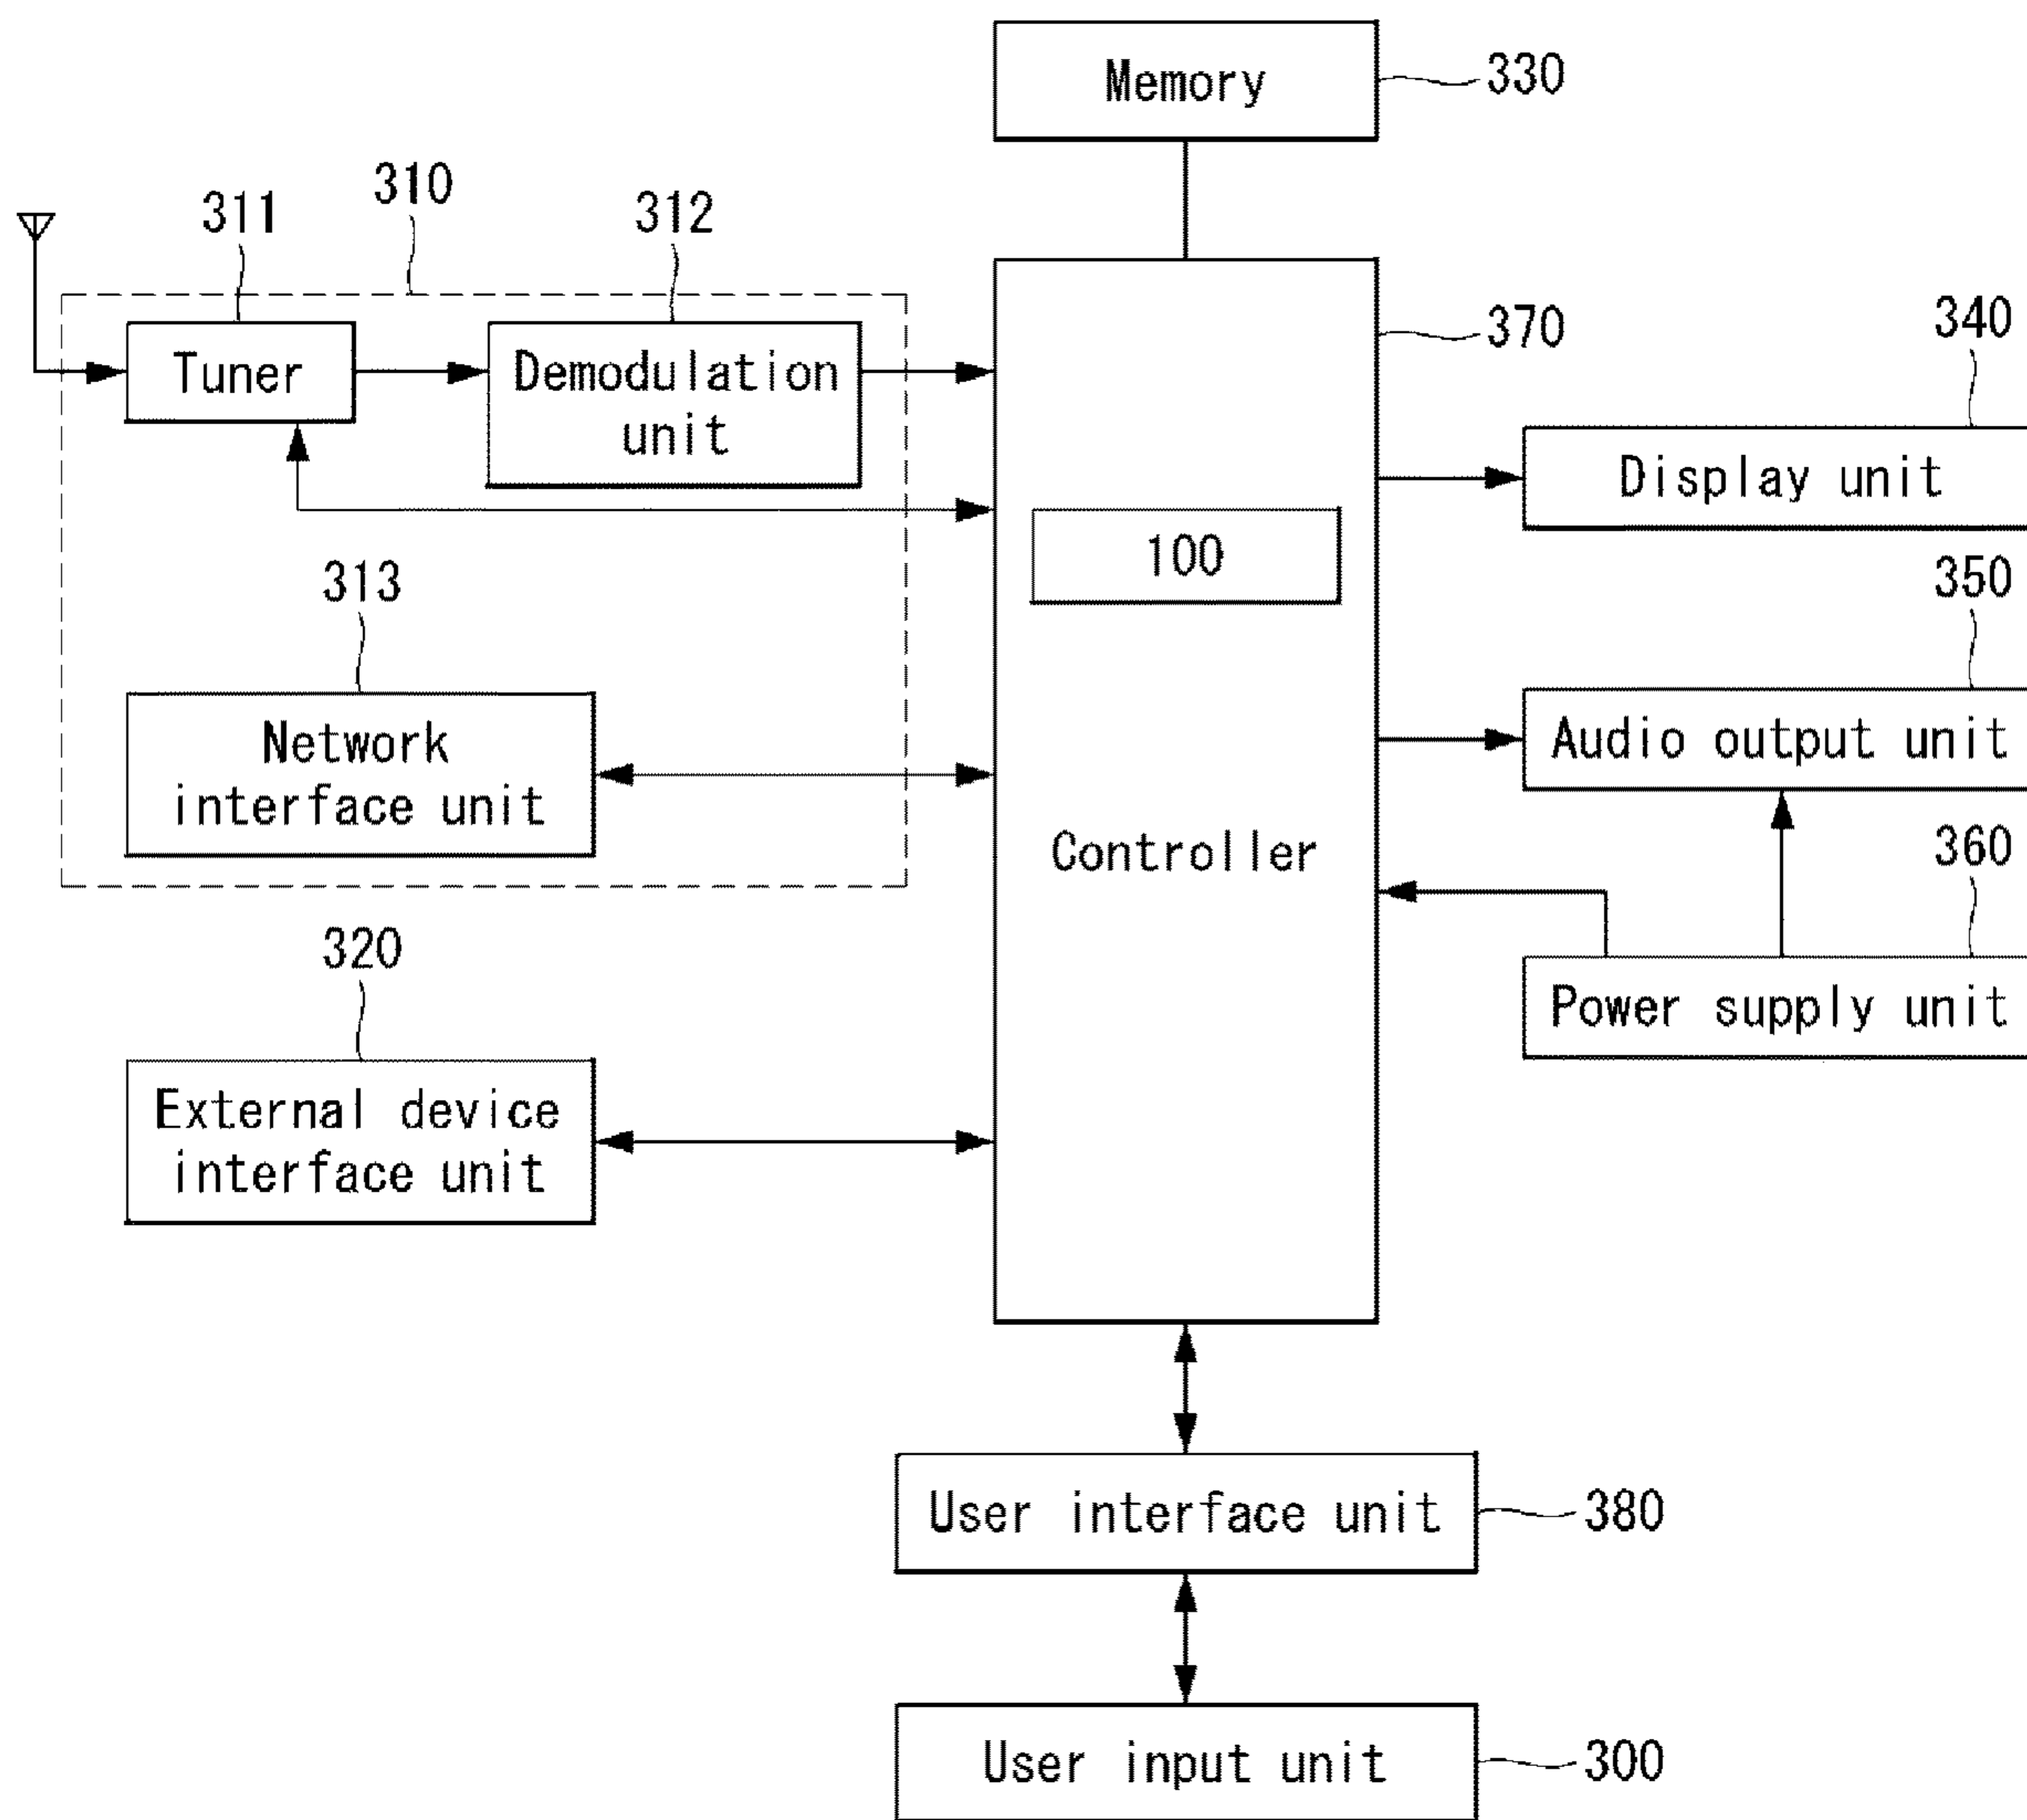 Memory
330
310
311
312
370
Tuner
Demodulation
unit
340
Display unit
100
313
350
Network
interface unit
Audio output unit
Controller
360
320
Power supply unit
External device
interface unit
User interface unit
380
User input unit
300